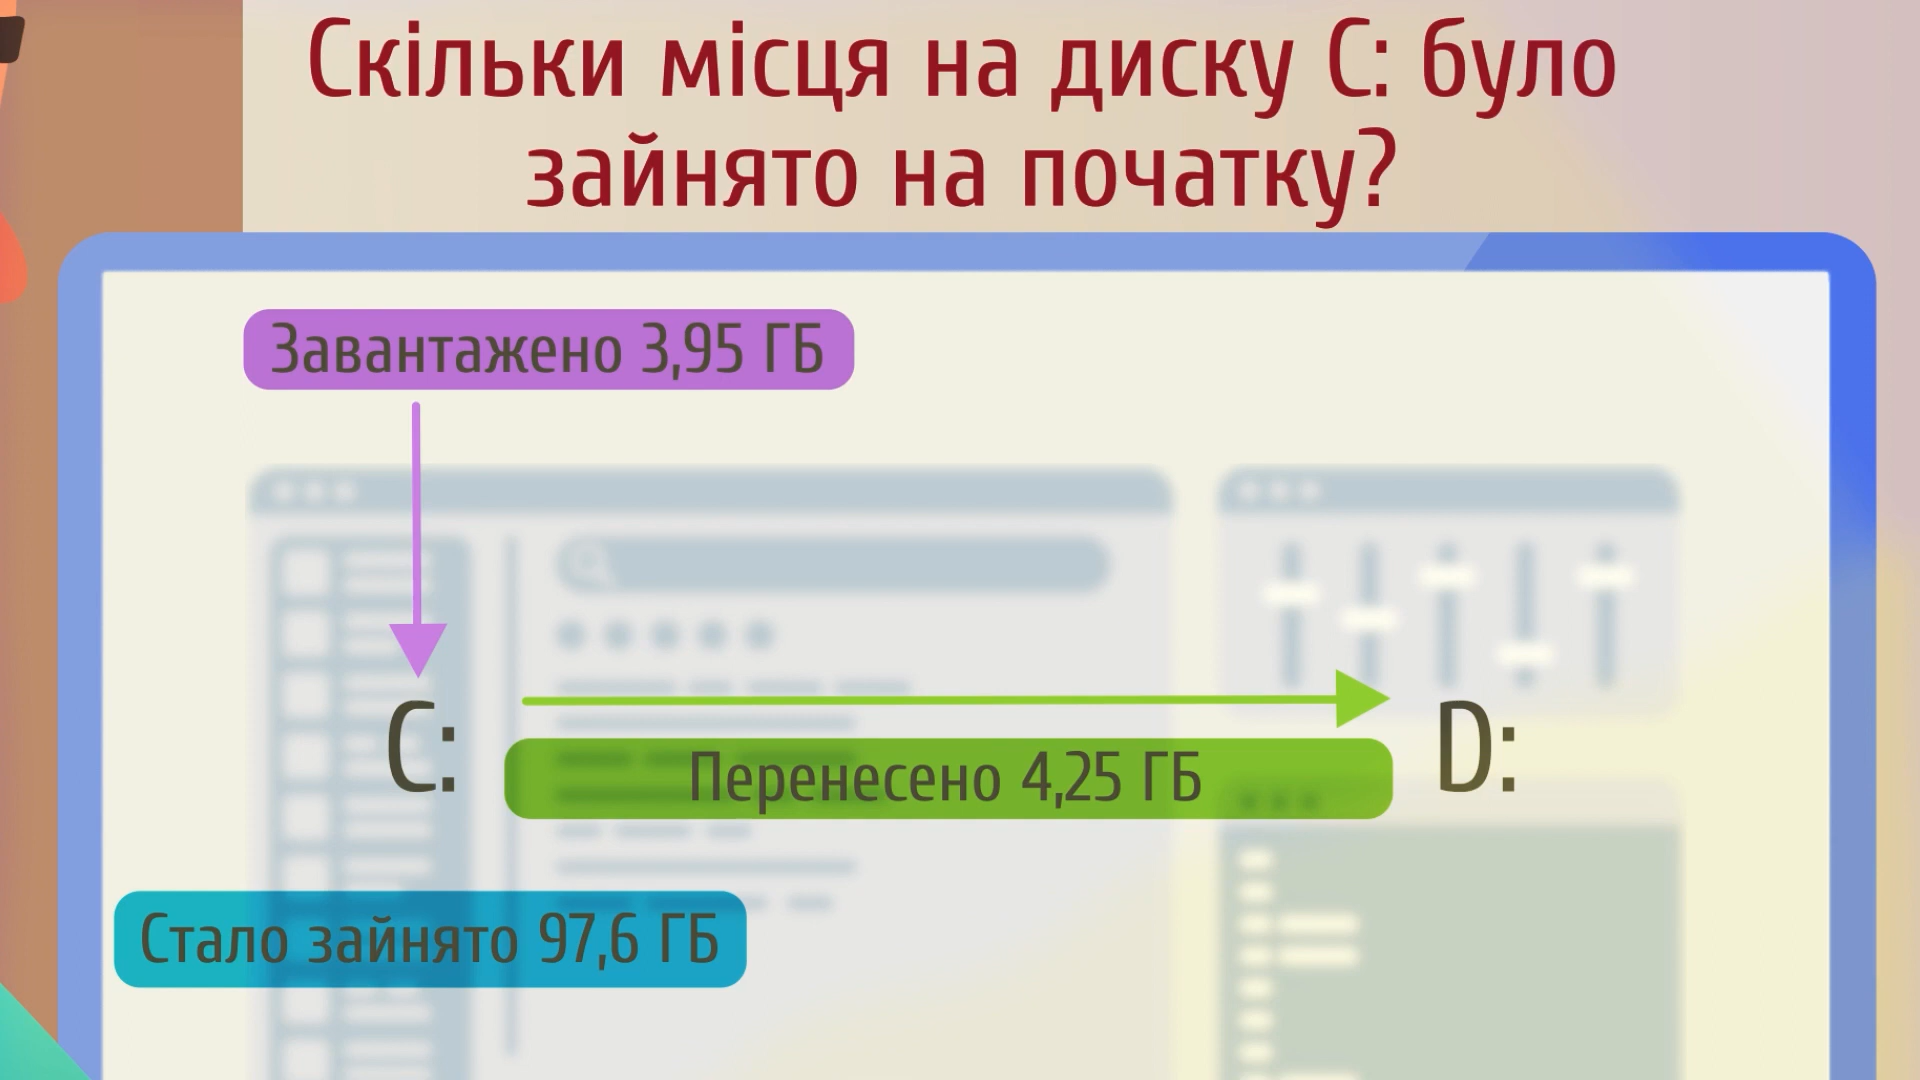 Скільки місця на диску C: було
зайнято на початку?
Завантажено 3,95 ГБ
C:
D:
Перенесено 4,25 ГБ
Стало зайнято 97,6 ГБ